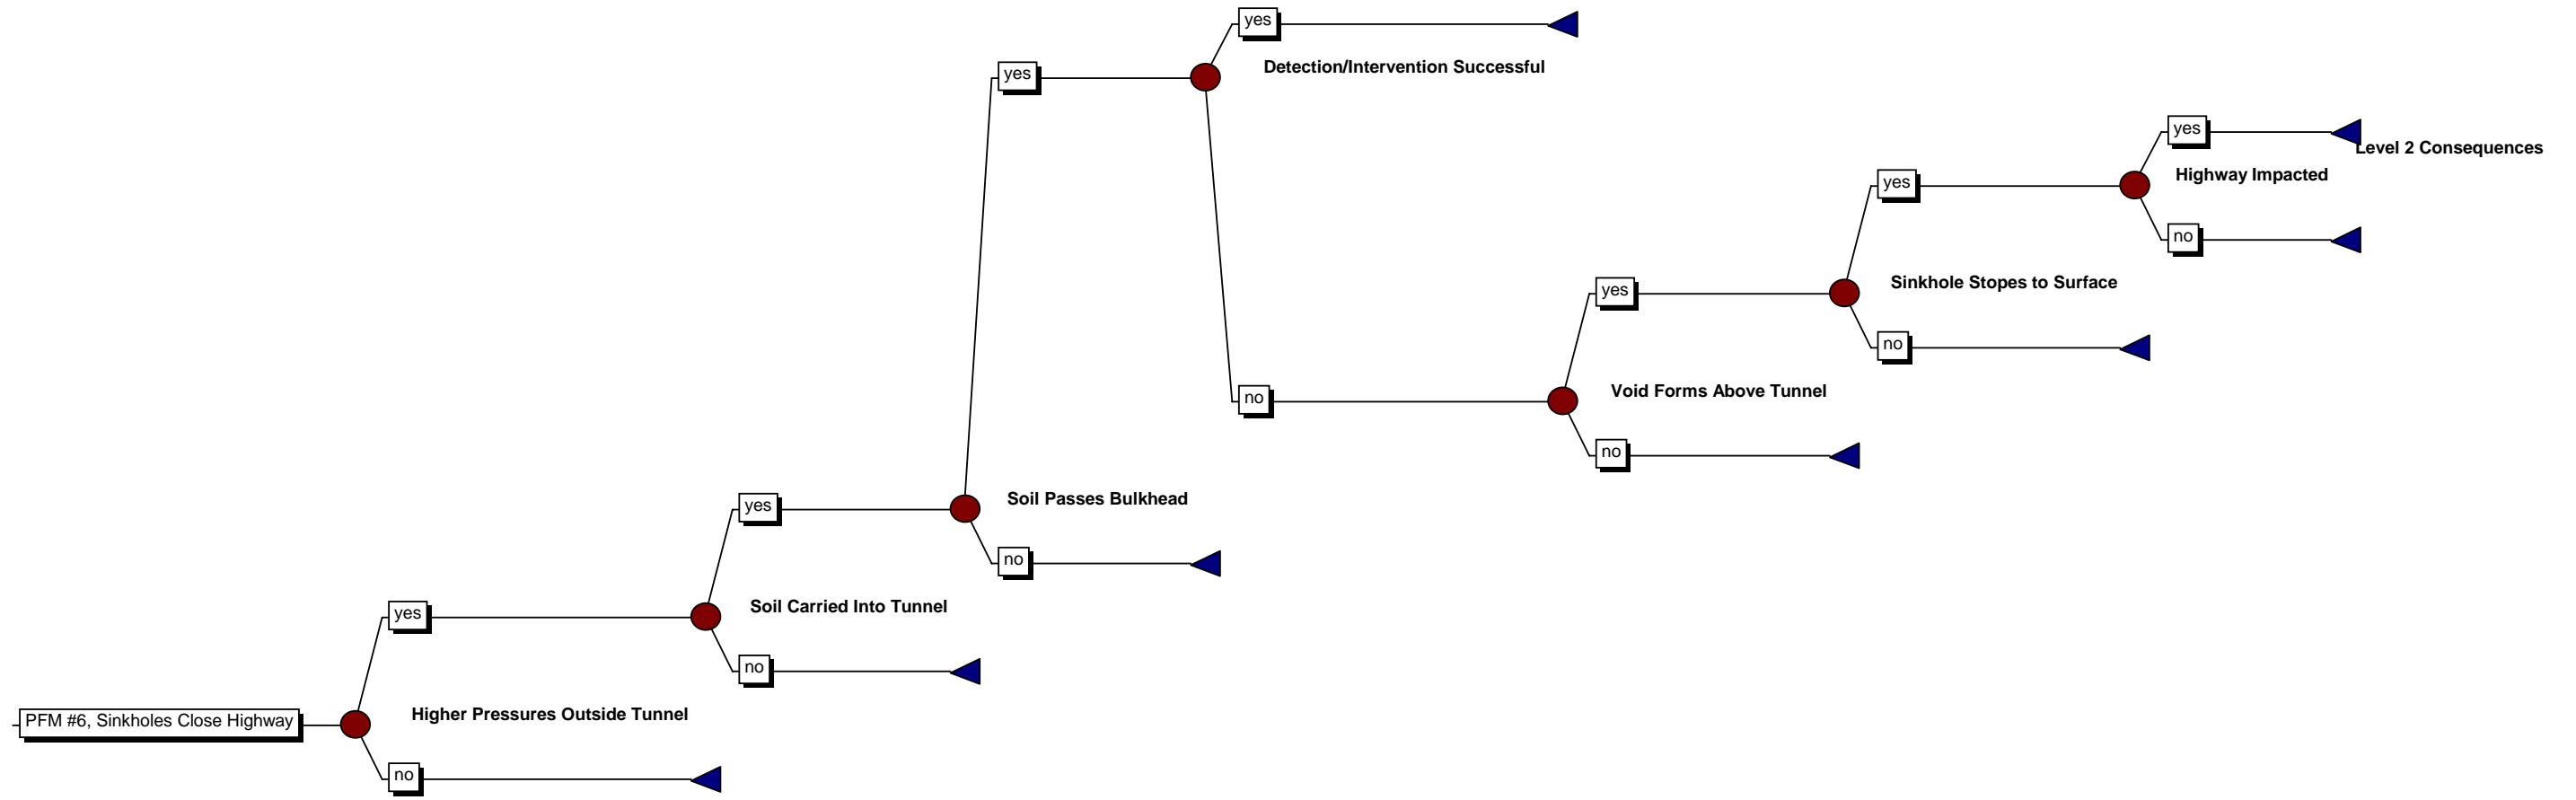 yes
Detection/Intervention Successful
yes
yes
Level 2 Consequences
Highway Impacted
yes
no
Sinkhole Stopes to Surface
yes
no
Void Forms Above Tunnel
no
no
Soil Passes Bulkhead
yes
no
Soil Carried Into Tunnel
yes
no
Higher Pressures Outside Tunnel
PFM #6, Sinkholes Close Highway
no